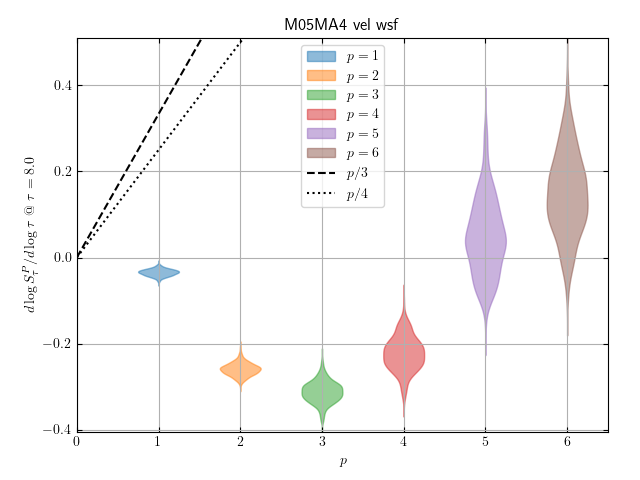 M05MA4 vel wsf
d log S_τ^P / d log τ @ τ = 8.0
0.4
0.2
0.0
−0.2
−0.4
p = 1
p = 2
p = 3
p = 4
p = 5
p = 6
p/3
p/4
0 1 2 3 4 5 6
p